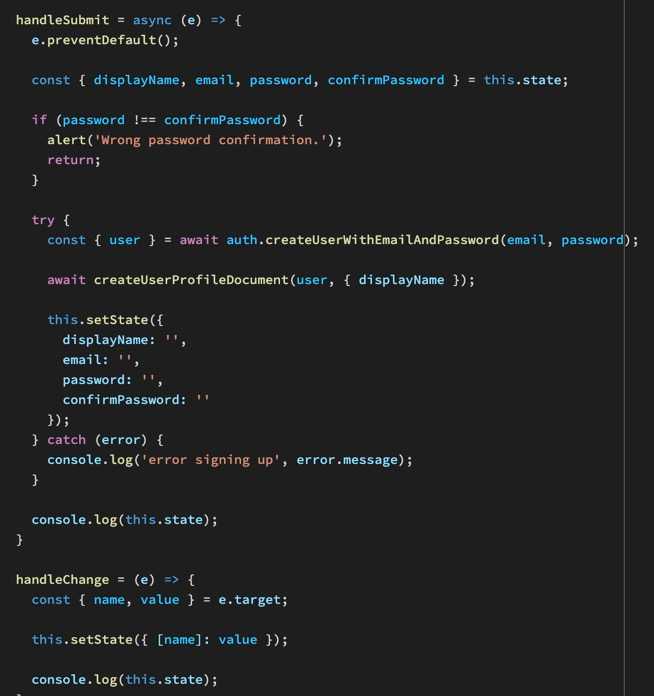 handleSubmit = async (e) => {
  e.preventDefault();

  const { displayName, email, password, confirmPassword } = this.state;

  if (password !== confirmPassword) {
    alert('Wrong password confirmation.');
    return;
  }

  try {
    const { user } = await auth.createUserWithEmailAndPassword(email, password);

    await createUserProfileDocument(user, { displayName });

    this.setState({
      displayName: '',
      email: '',
      password: '',
      confirmPassword: ''
    });
  } catch (error) {
    console.log('error signing up', error.message);
  }

  console.log(this.state);
}

handleChange = (e) => {
  const { name, value } = e.target;

  this.setState({ [name]: value });

  console.log(this.state);